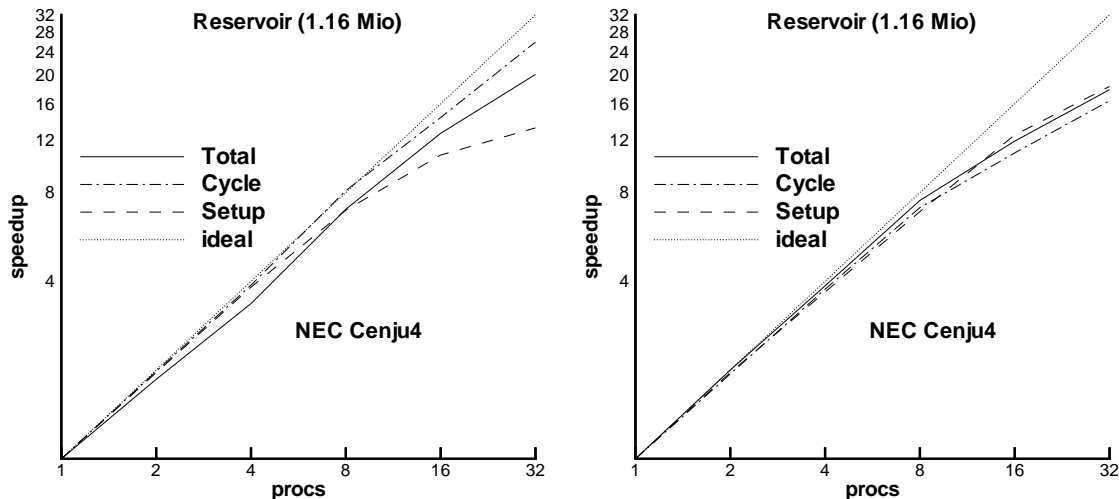 Reservoir (1.16 Mio)
32
28
24
20
16
12
8
4
speedup
Total
Cycle
Setup
ideal
NEC Cenju4
1 2 4 8 16 32
procs
Reservoir (1.16 Mio)
32
28
24
20
16
12
8
4
speedup
Total
Cycle
Setup
ideal
NEC Cenju4
1 2 4 8 16 32
procs